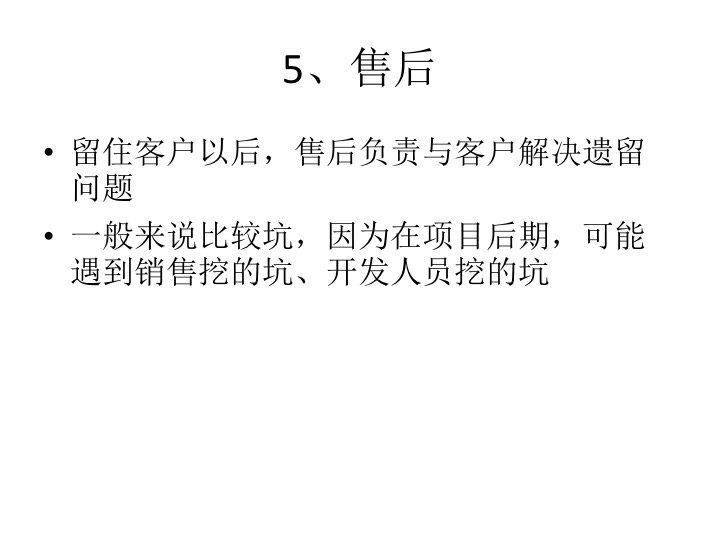 5、售后
• 留住客户以后，售后负责与客户解决遗留
问题
• 一般来说比较坑，因为在项目后期，可能
遇到销售挖的坑、开发人员挖的坑